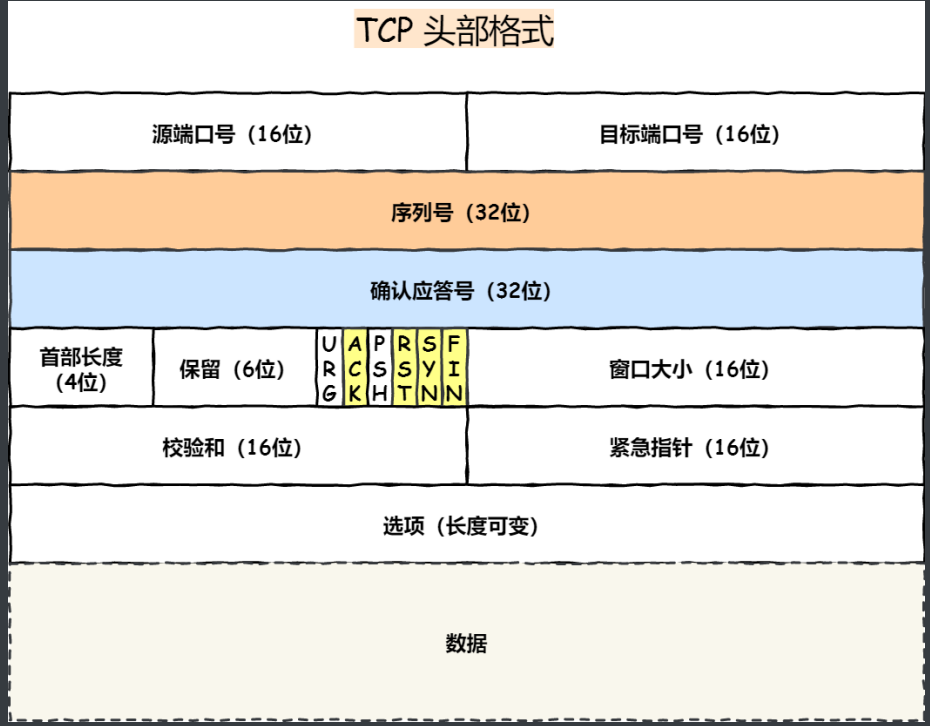 TCP 头部格式
源端口号（16位）
目标端口号（16位）
序列号（32位）
确认应答号（32位）
首部长度
（4位）
保留（6位）
URG
ACK
PSH
RST
SYN
FIN
窗口大小（16位）
校验和（16位）
紧急指针（16位）
选项（长度可变）
数据